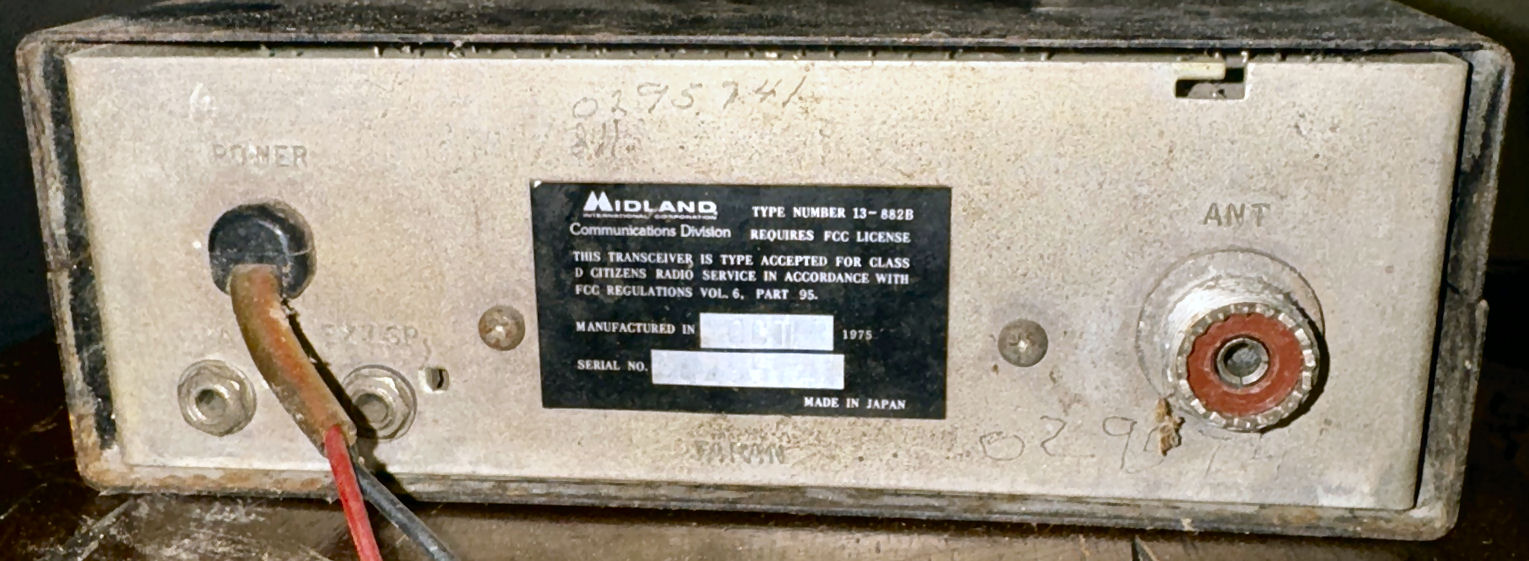 0295741
POWER
MIDLAND
INTERNATIONAL CORPORATION
Communications Division
TYPE NUMBER 13-882B
REQUIRES FCC LICENSE
THIS TRANSCEIVER IS TYPE ACCEPTED FOR CLASS
D CITIZENS RADIO SERVICE IN ACCORDANCE WITH
FCC REGULATIONS VOL. 6, PART 95.
MANUFACTURED IN OCT 1975
SERIAL NO.
MADE IN JAPAN
ANT
EXT SP